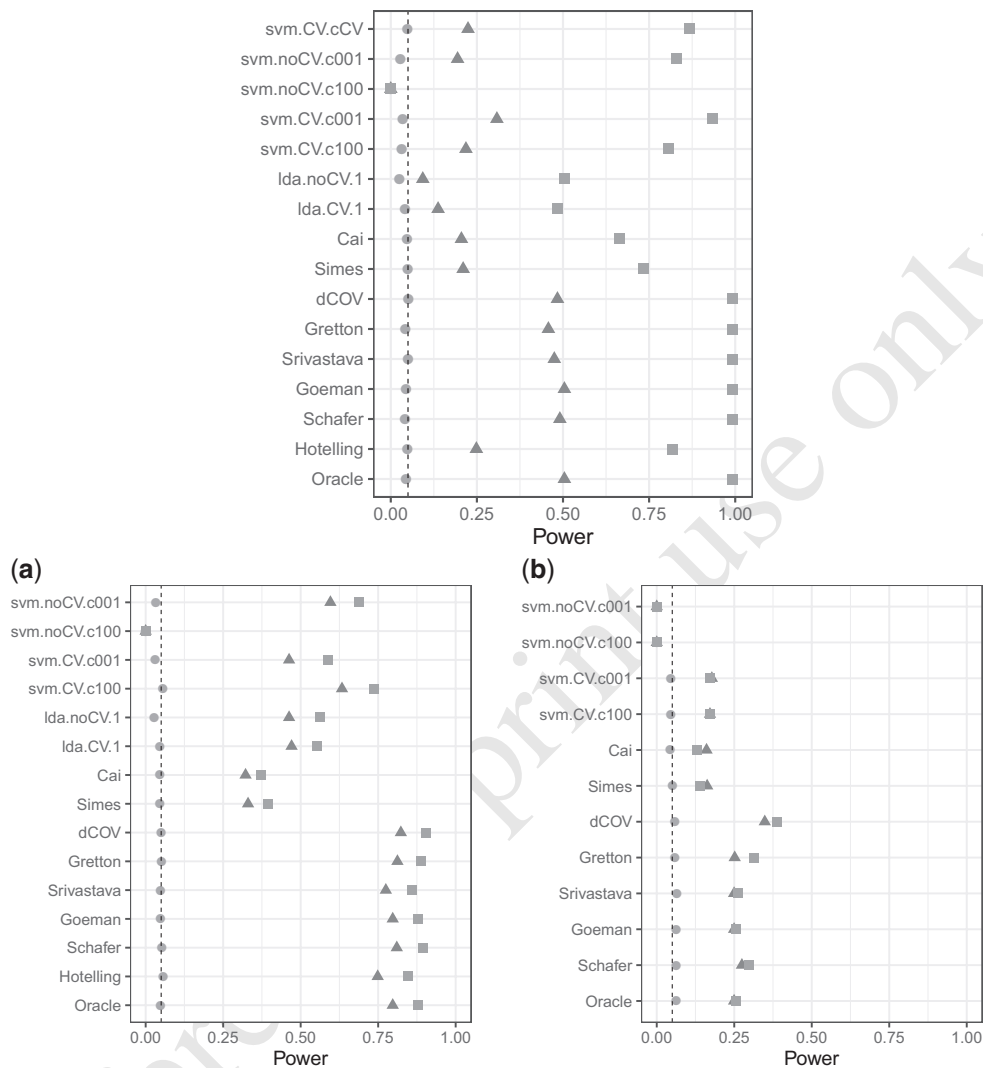 svm.CV.cCV
svm.noCV.c001
svm.noCV.c100
svm.CV.c001
svm.CV.c100
lda.noCV.1
lda.CV.1
Cai
Simes
dCOV
Gretton
Srivastava
Goeman
Schafer
Hotelling
Oracle
0.00 0.25 0.50 0.75 1.00
Power
(a)
svm.noCV.c001
svm.noCV.c100
svm.CV.c001
svm.CV.c100
lda.noCV.1
lda.CV.1
Cai
Simes
dCOV
Gretton
Srivastava
Goeman
Schafer
Hotelling
Oracle
0.00 0.25 0.50 0.75 1.00
Power
(b)
svm.noCV.c001
svm.noCV.c100
svm.CV.c001
svm.CV.c100
Cai
Simes
dCOV
Gretton
Srivastava
Goeman
Schafer
Oracle
0.00 0.25 0.50 0.75 1.00
Power
print use only